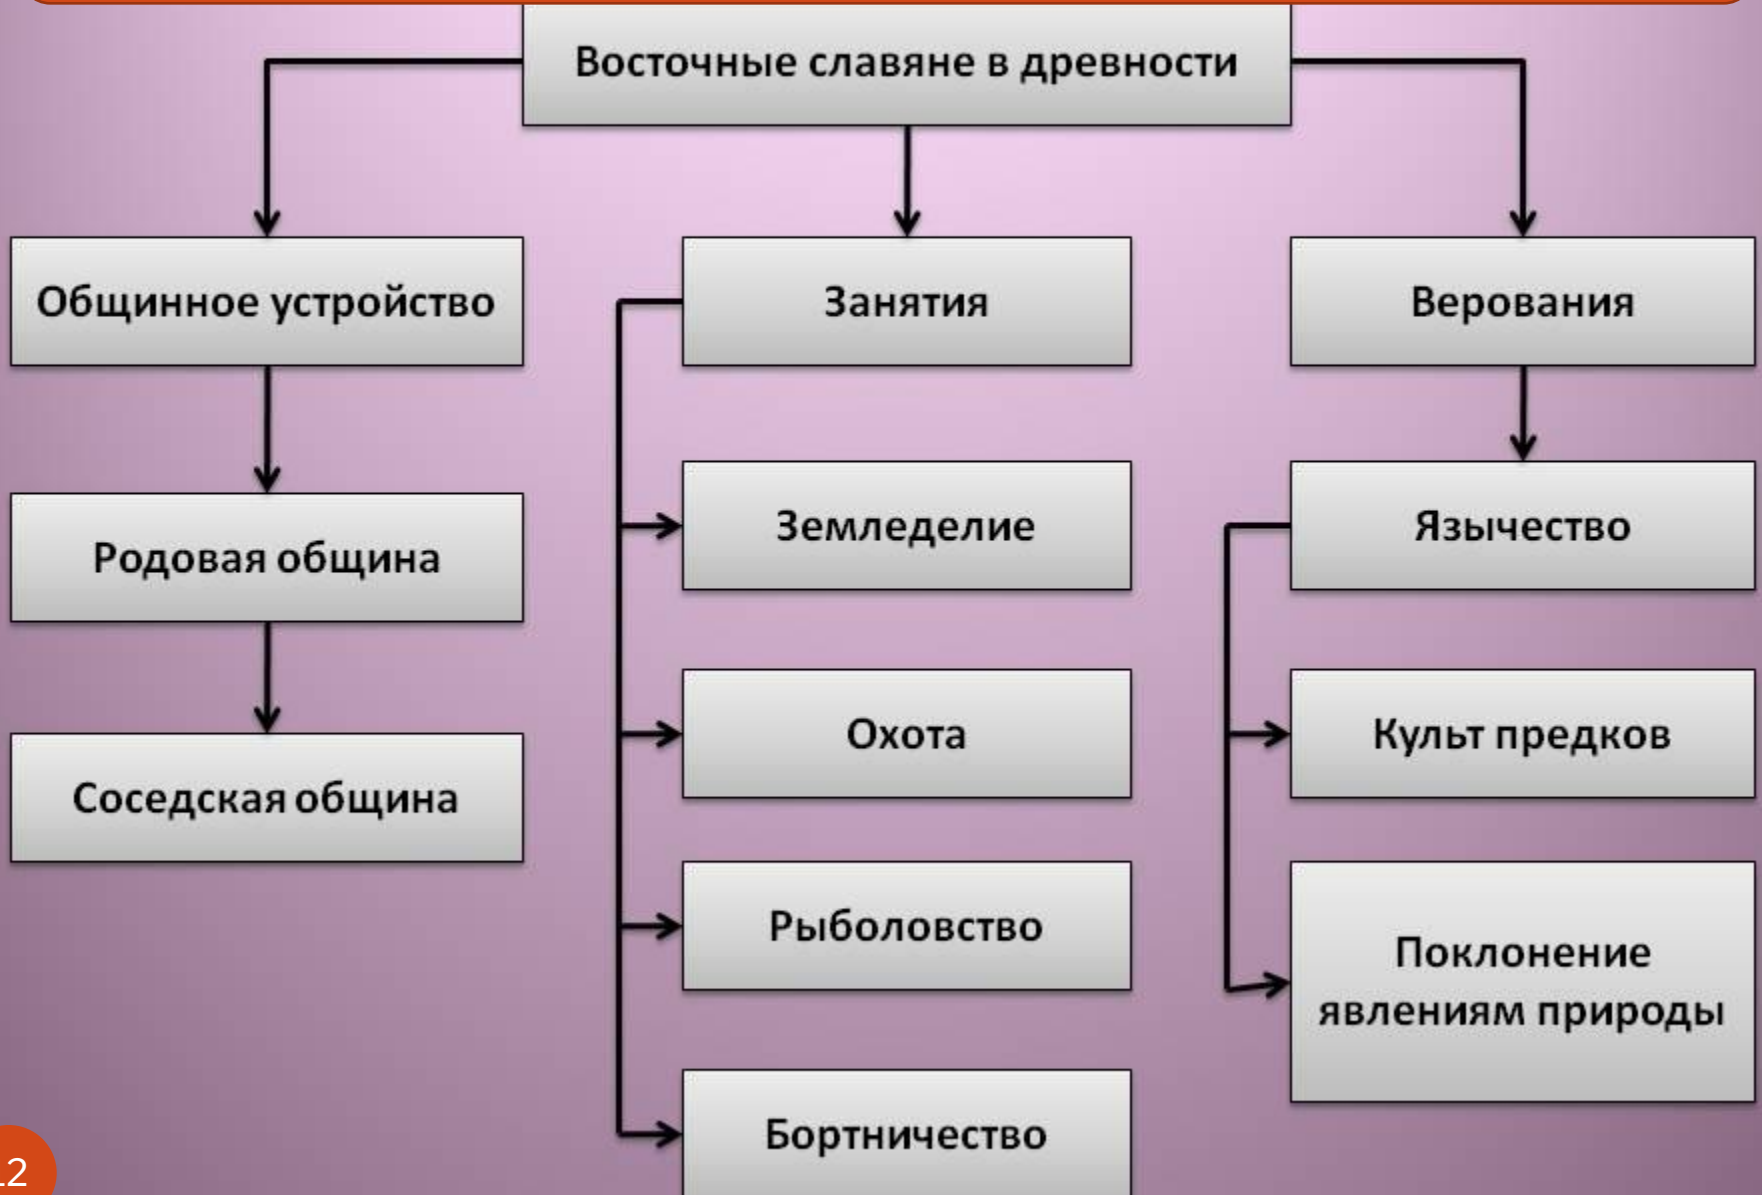 Восточные славяне в древности
Общинное устройство
Занятия
Верования
Родовая община
Земледелие
Язычество
Соседская община
Охота
Культ предков
Рыболовство
Поклонение
явлениям природы
Бортничество
12